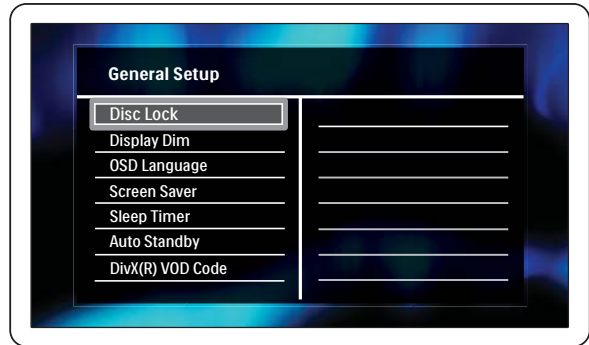 General Setup
Disc Lock
Display Dim
OSD Language
Screen Saver
Sleep Timer
Auto Standby
DivX(R) VOD Code